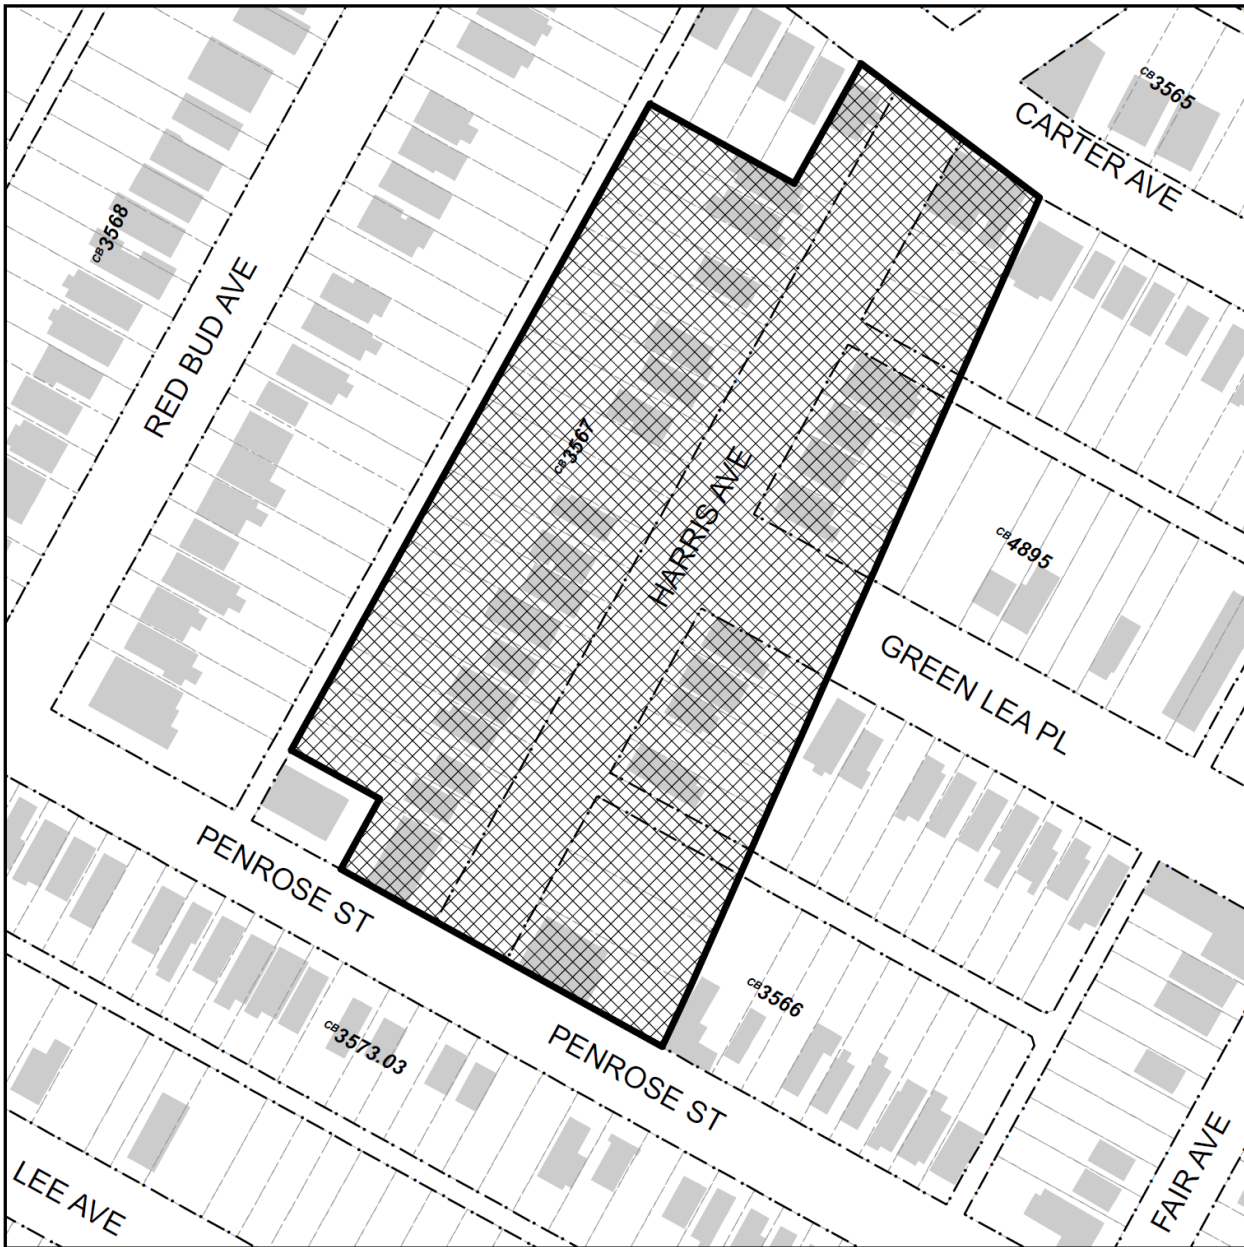 CB3565
CARTER AVE
CB3568
RED BUD AVE
CB3567
HARRIS AVE
CB4895
GREEN LEA PL
PENROSE ST
CB3566
CB3573.03
PENROSE ST
FAIR AVE
LEE AVE